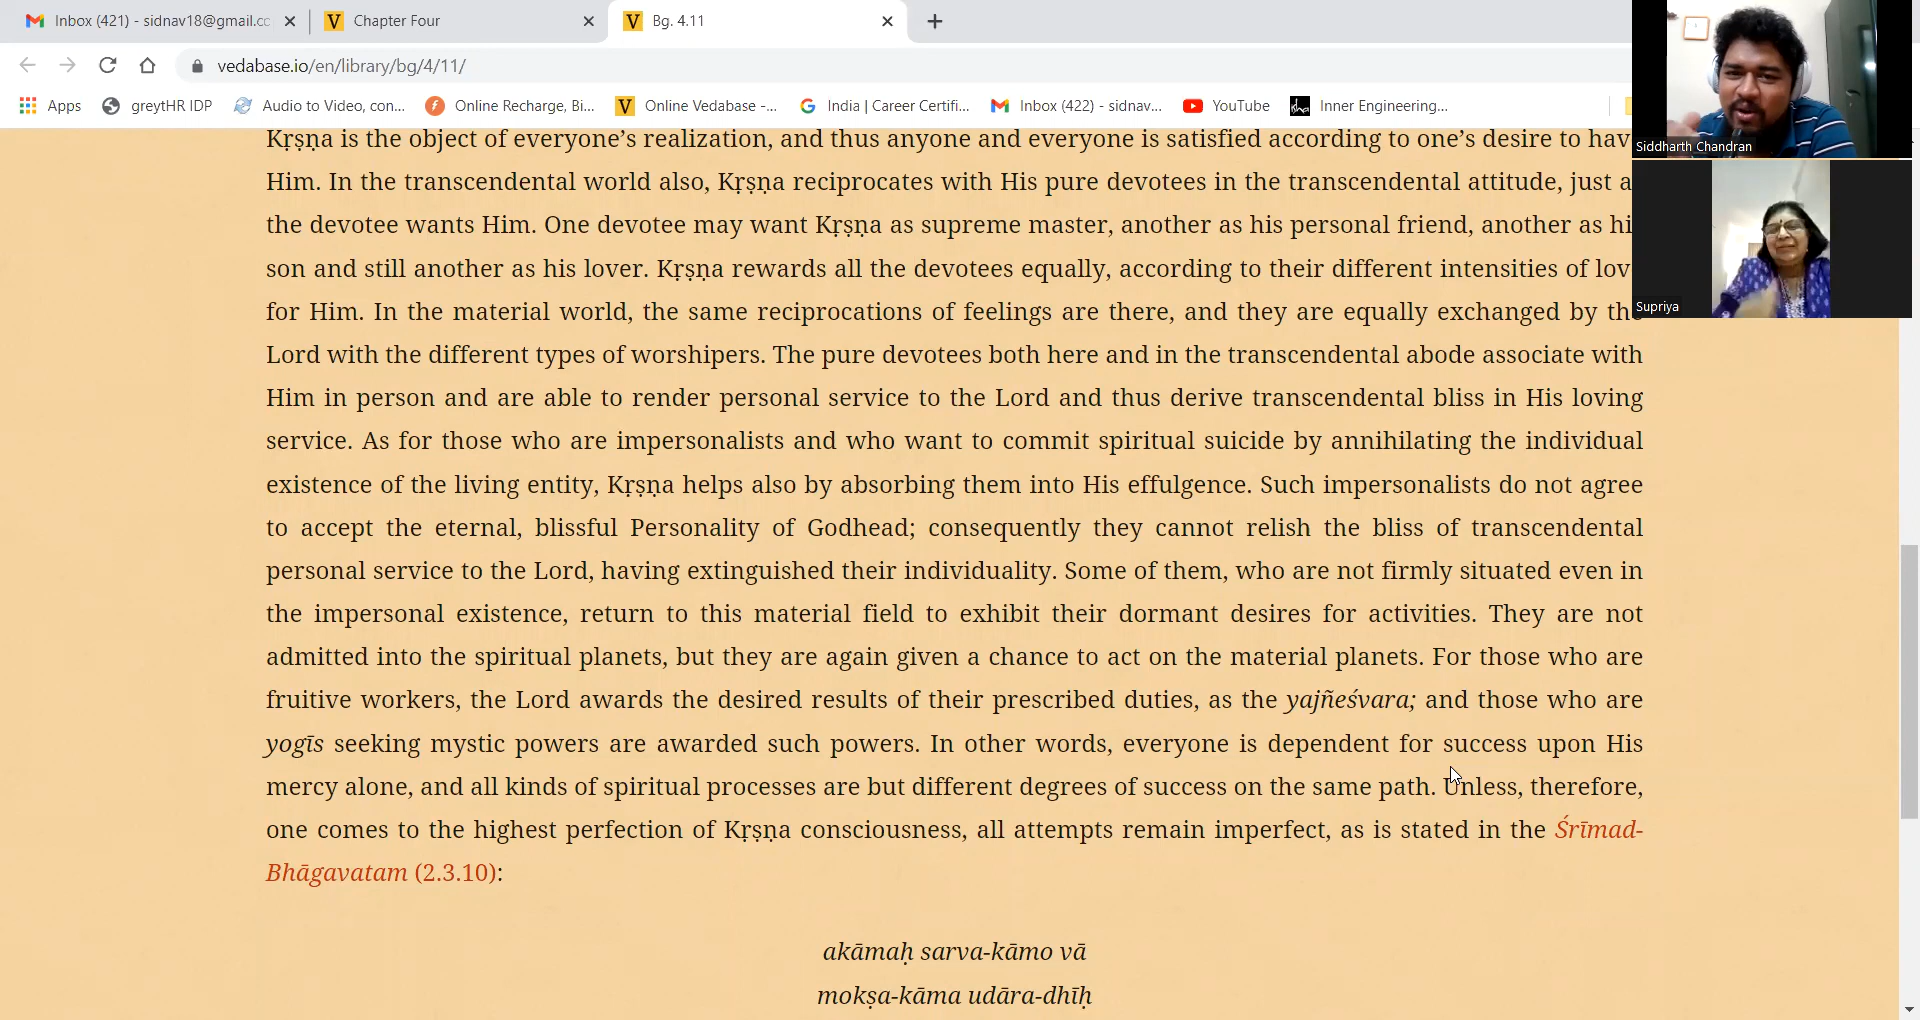 Inbox (421) - sidnav18@gmail.cc
Chapter Four
Bg. 4.11
vedabase.io/en/library/bg/4/11/
Apps
greytHR IDP
Audio to Video, con...
Online Recharge, Bi...
Online Vedabase -...
India | Career Certifi...
Inbox (422) - sidnav...
YouTube
Inner Engineering...
Siddharth Chandran
Supriya
Kṛṣṇa is the object of everyone’s realization, and thus anyone and everyone is satisfied according to one’s desire to hav
Him. In the transcendental world also, Kṛṣṇa reciprocates with His pure devotees in the transcendental attitude, just a
the devotee wants Him. One devotee may want Kṛṣṇa as supreme master, another as his personal friend, another as hi
son and still another as his lover. Kṛṣṇa rewards all the devotees equally, according to their different intensities of lov
for Him. In the material world, the same reciprocations of feelings are there, and they are equally exchanged by the
Lord with the different types of worshipers. The pure devotees both here and in the transcendental abode associate with
Him in person and are able to render personal service to the Lord and thus derive transcendental bliss in His loving
service. As for those who are impersonalists and who want to commit spiritual suicide by annihilating the individual
existence of the living entity, Kṛṣṇa helps also by absorbing them into His effulgence. Such impersonalists do not agree
to accept the eternal, blissful Personality of Godhead; consequently they cannot relish the bliss of transcendental
personal service to the Lord, having extinguished their individuality. Some of them, who are not firmly situated even in
the impersonal existence, return to this material field to exhibit their dormant desires for activities. They are not
admitted into the spiritual planets, but they are again given a chance to act on the material planets. For those who are
fruitive workers, the Lord awards the desired results of their prescribed duties, as the yajñeśvara; and those who are
yogīs seeking mystic powers are awarded such powers. In other words, everyone is dependent for success upon His
mercy alone, and all kinds of spiritual processes are but different degrees of success on the same path. Unless, therefore,
one comes to the highest perfection of Kṛṣṇa consciousness, all attempts remain imperfect, as is stated in the Śrīmad-
Bhāgavatam (2.3.10):
akāmaḥ sarva-kāmo vā
mokṣa-kāma udāra-dhīḥ